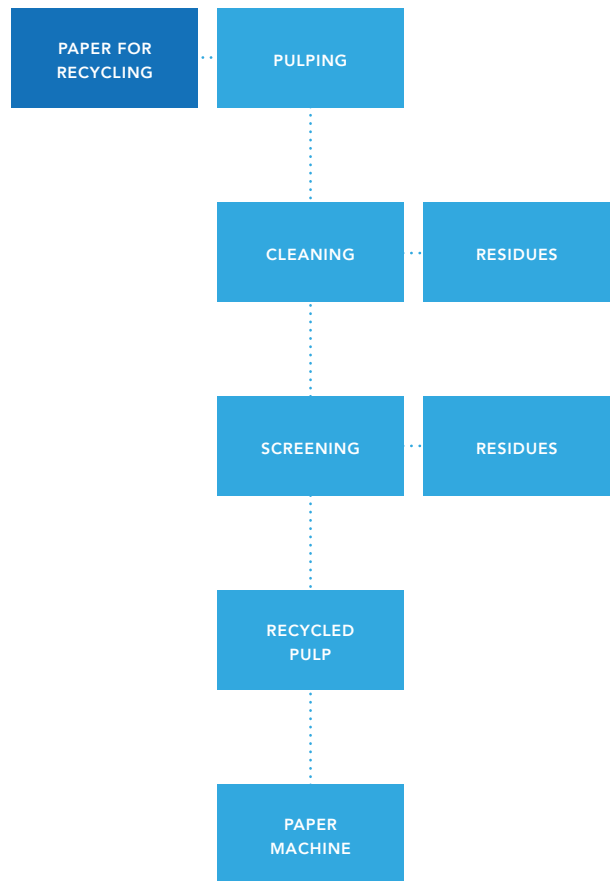 PAPER FOR
RECYCLING
PULPING
CLEANING
RESIDUES
SCREENING
RESIDUES
RECYCLED
PULP
PAPER
MACHINE